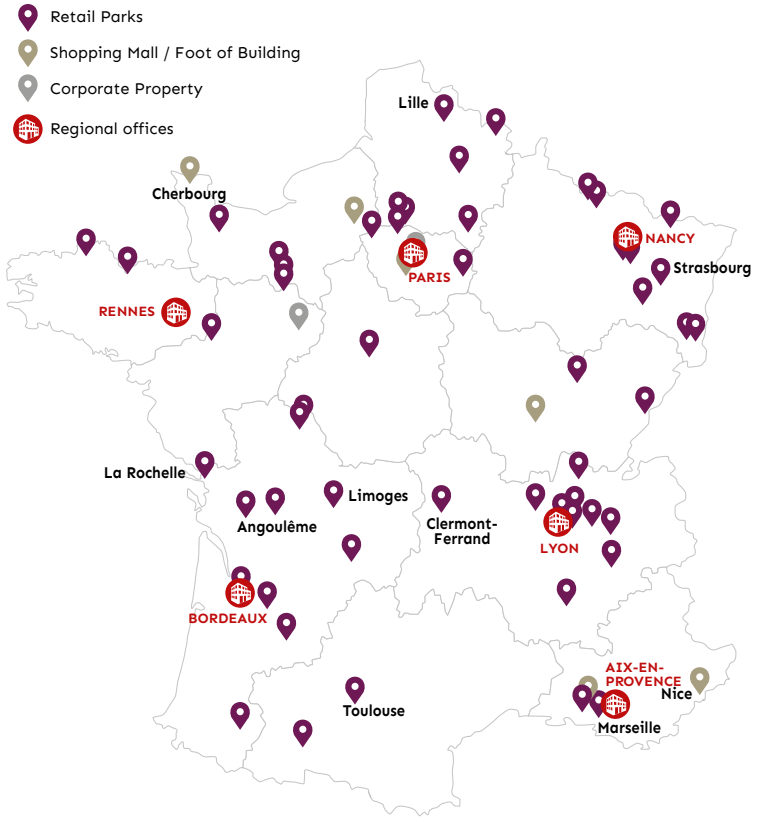 Retail Parks
Shopping Mall / Foot of Building
Corporate Property
Regional offices
Lille
Cherbourg
NANCY
Strasbourg
PARIS
RENNES
La Rochelle
Limoges
Angoulême
Clermont-
Ferrand
LYON
BORDEAUX
AIX-EN-
PROVENCE
Nice
Toulouse
Marseille